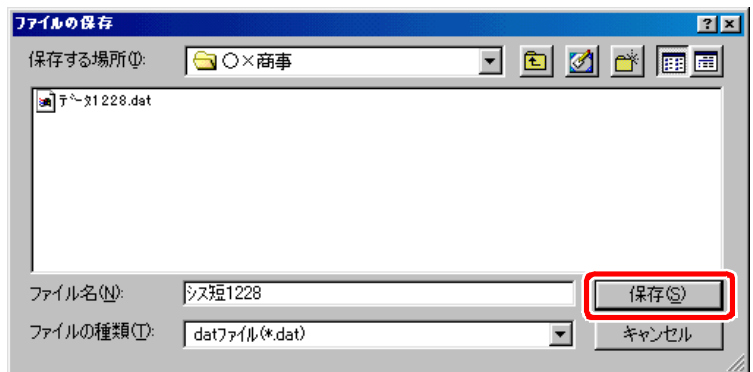 ファイルの保存
保存する場所(I):
○×商事
ﾃﾞｰﾀ1228.dat
ファイル名(N):
ｼｽ短1228
保存(S)
ファイルの種類(T):
datﾌｧｲﾙ(*.dat)
キャンセル